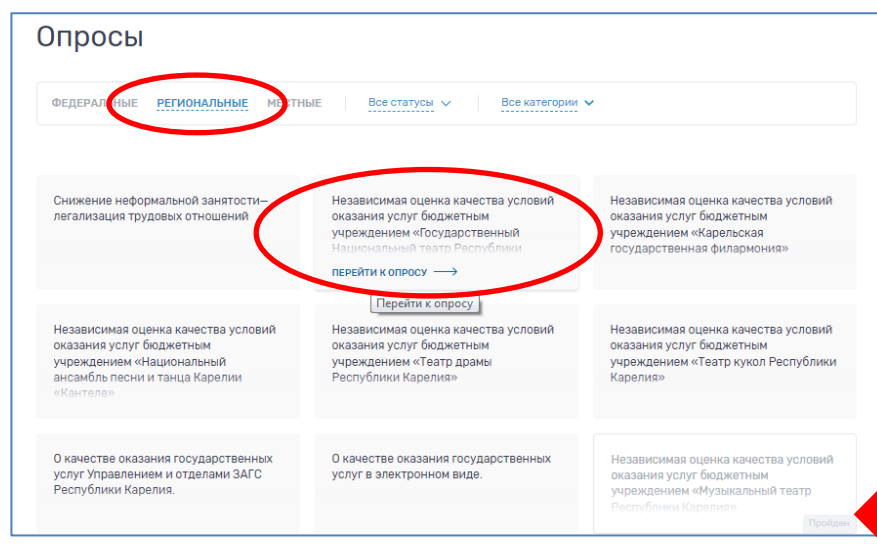 Опросы
ФЕДЕРАЛЬНЫЕ РЕГИОНАЛЬНЫЕ МЕСТНЫЕ Все статусы Все категории
Снижение неформальной занятости–
легализация трудовых отношений
Независимая оценка качества условий
оказания услуг бюджетным
учреждением «Государственный
Национальный театр Республики
ПЕРЕЙТИ К ОПРОСУ
Перейти к опросу
Независимая оценка качества условий
оказания услуг бюджетным
учреждением «Карельская
государственная филармония»
Независимая оценка качества условий
оказания услуг бюджетным
учреждением «Национальный
ансамбль песни и танца Карелии
«Кантеле»
Независимая оценка качества условий
оказания услуг бюджетным
учреждением «Театр драмы
Республики Карелия»
Независимая оценка качества условий
оказания услуг бюджетным
учреждением «Театр кукол Республики
Карелия»
О качестве оказания государственных
услуг Управлением и отделами ЗАГС
Республики Карелия.
О качестве оказания государственных
услуг в электронном виде.
Независимая оценка качества условий
оказания услуг бюджетным
учреждением «Музыкальный театр
Республики Карелия»
Пройден